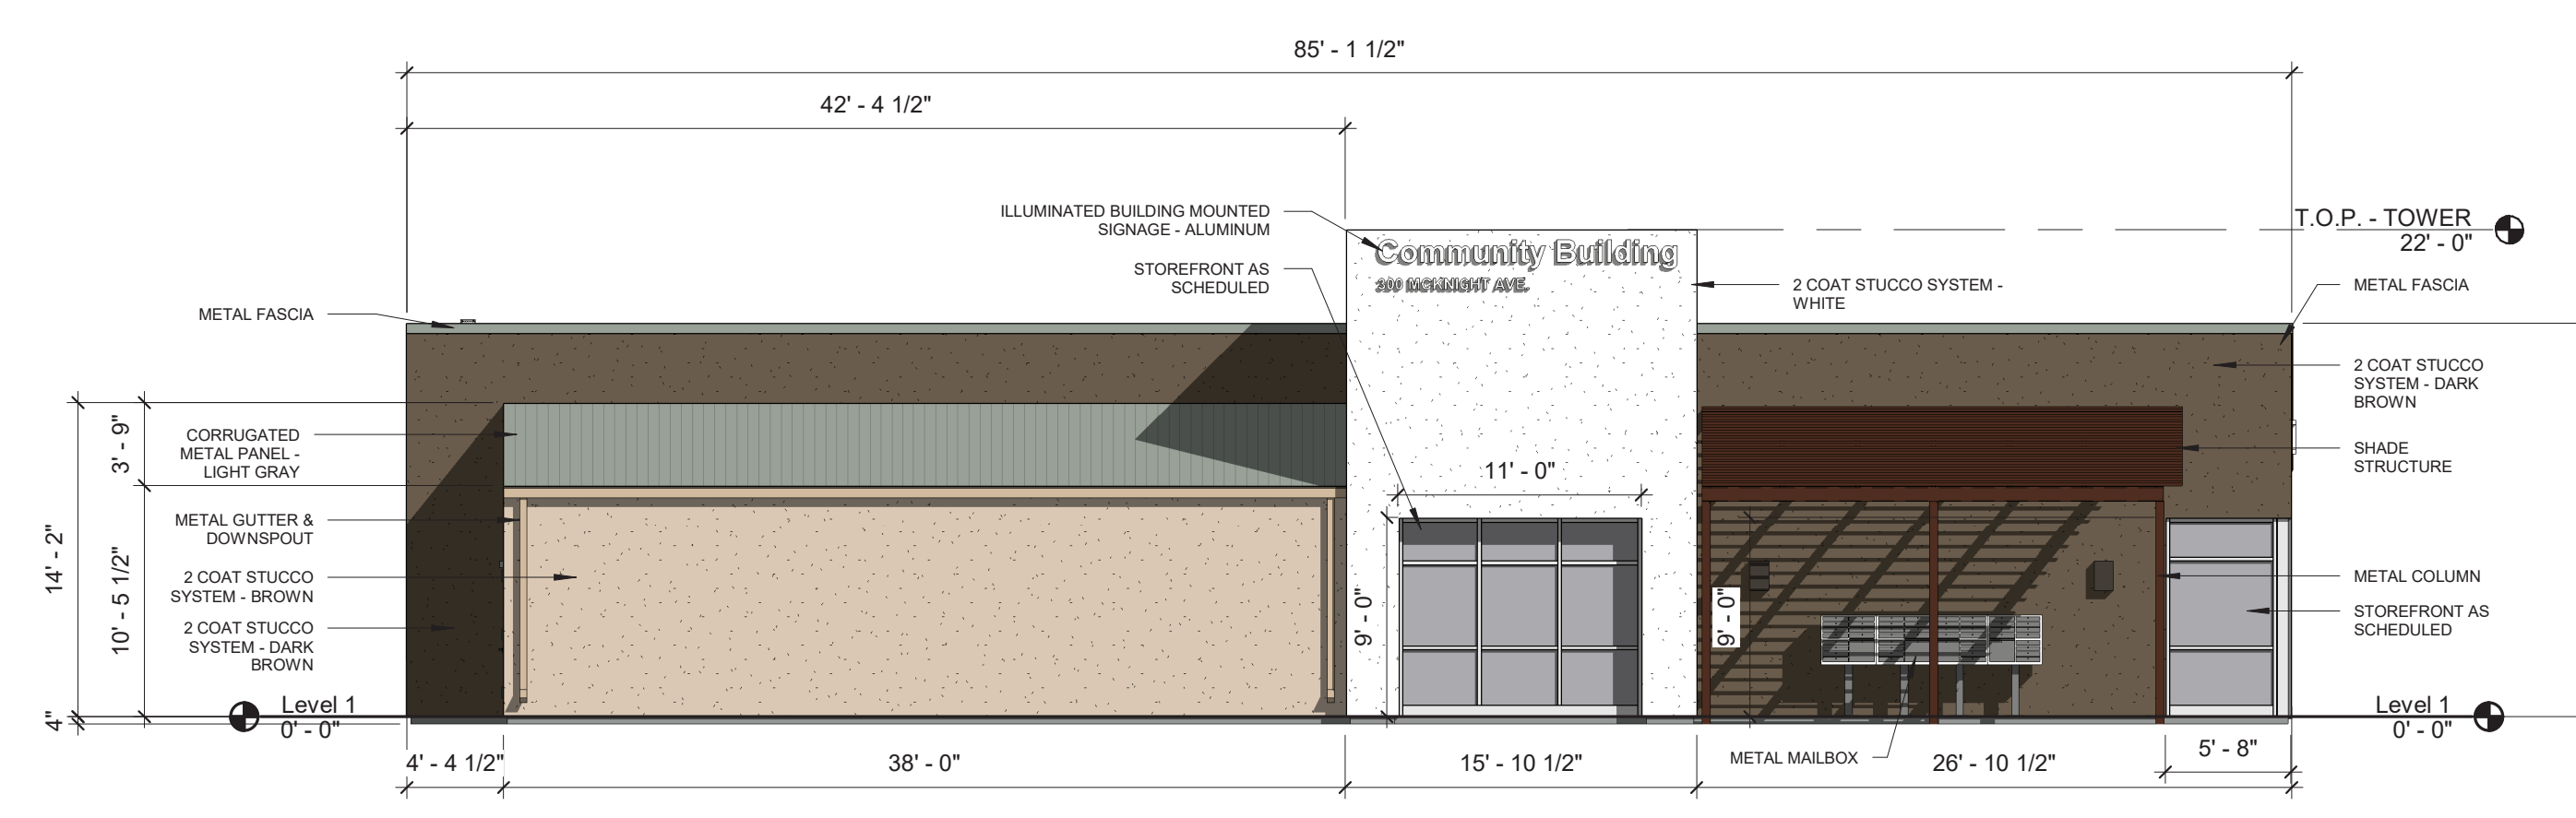 85' - 1 1/2"
42' - 4 1/2"
ILLUMINATED BUILDING MOUNTED
SIGNAGE - ALUMINUM
STOREFRONT AS
SCHEDULED
Community Building
300 MCKNIGHT AVE.
T.O.P. - TOWER
22' - 0"
2 COAT STUCCO SYSTEM -
WHITE
METAL FASCIA
METAL FASCIA
2 COAT STUCCO
SYSTEM - DARK
BROWN
SHADE
STRUCTURE
METAL COLUMN
STOREFRONT AS
SCHEDULED
CORRUGATED
METAL PANEL -
LIGHT GRAY
METAL GUTTER &
DOWNSPOUT
2 COAT STUCCO
SYSTEM - BROWN
2 COAT STUCCO
SYSTEM - DARK
BROWN
3' - 9"
14' - 2"
10' - 5 1/2"
4"
11' - 0"
9' - 0"
9' - 0"
Level 1
0' - 0"
Level 1
0' - 0"
METAL MAILBOX
4' - 4 1/2"
38' - 0"
15' - 10 1/2"
26' - 10 1/2"
5' - 8"